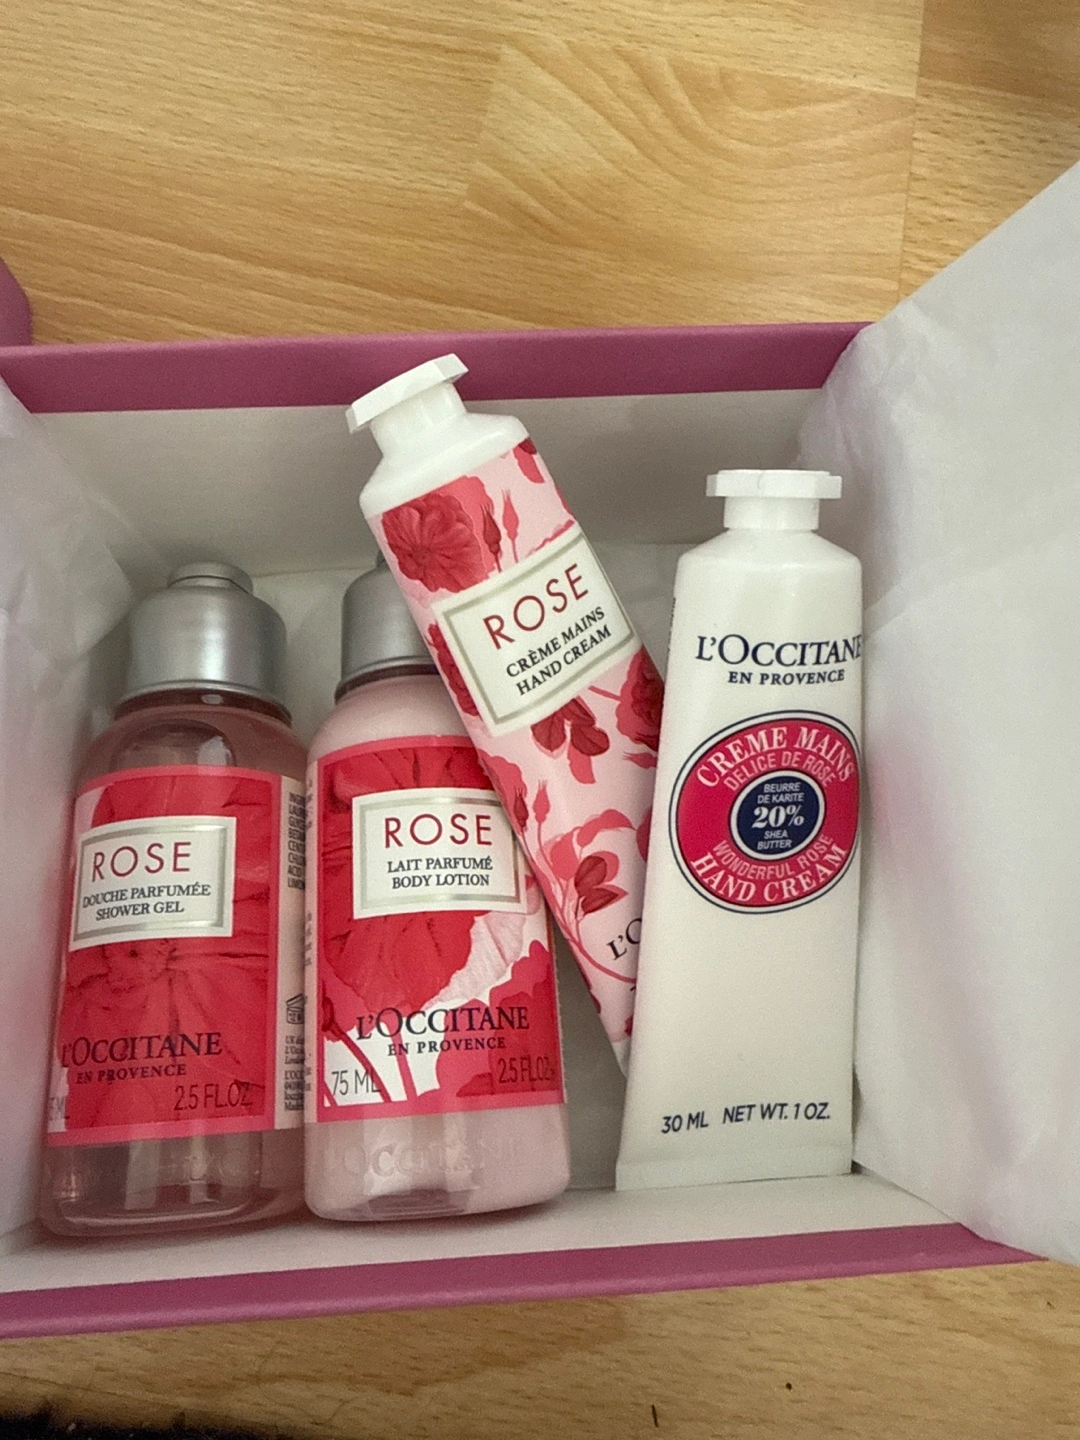 ROSE
DOUCHE PARFUMÉE
SHOWER GEL
L'OCCITANE
EN PROVENCE
2.5 FL.OZ.
ROSE
LAIT PARFUMÉ
BODY LOTION
L'OCCITANE
EN PROVENCE
75 ML
2.5 FL.OZ.
ROSE
CRÈME MAINS
HAND CREAM
L'OC
L'OCCITANE
EN PROVENCE
CREME MAINS
DÉLICE DE ROSE
BEURRE
DE KARITE
20%
SHEA
BUTTER
WONDERFUL ROSE
HAND CREAM
30 ML NET WT. 1 OZ.